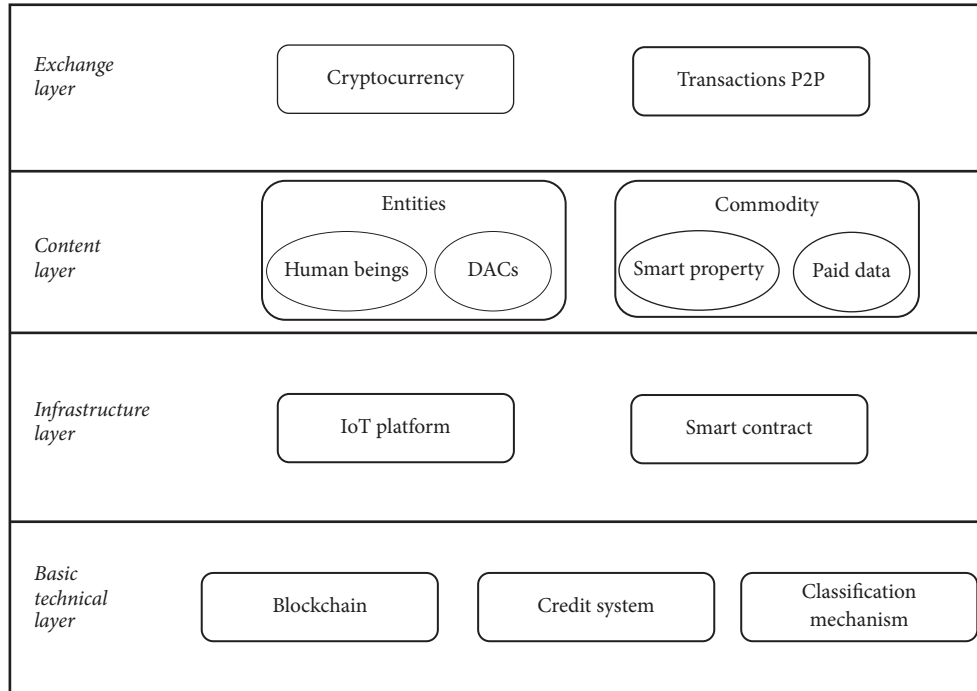 Exchange
layer
Cryptocurrency
Transactions P2P
Content
layer
Entities
Human beings
DACs
Commodity
Smart property
Paid data
Infrastructure
layer
IoT platform
Smart contract
Basic
technical
layer
Blockchain
Credit system
Classification
mechanism